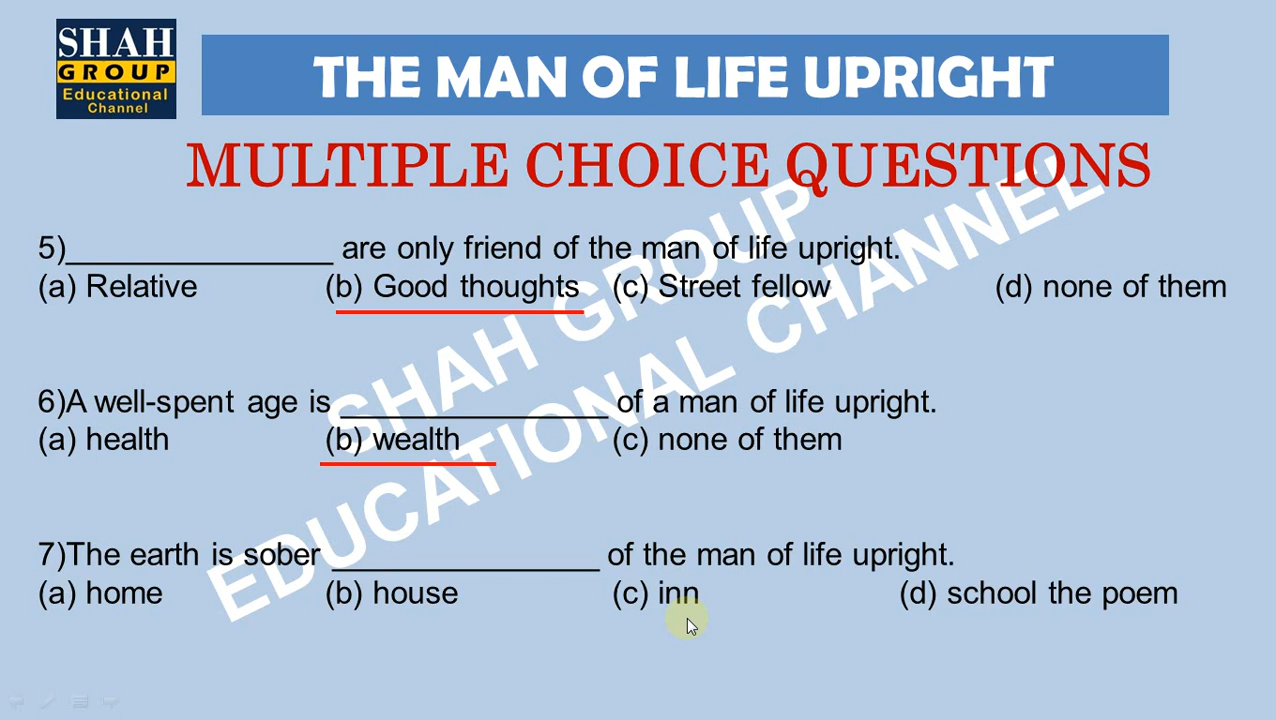 SHAH
GROUP
Educational
Channel
THE MAN OF LIFE UPRIGHT
MULTIPLE CHOICE QUESTIONS
5)_______________ are only friend of the man of life upright.
(a) Relative (b) Good thoughts (c) Street fellow (d) none of them
6)A well-spent age is _______________ of a man of life upright.
(a) health (b) wealth (c) none of them
7)The earth is sober _______________ of the man of life upright.
(a) home (b) house (c) inn (d) school the poem
SHAH GROUP
EDUCATIONAL CHANNEL